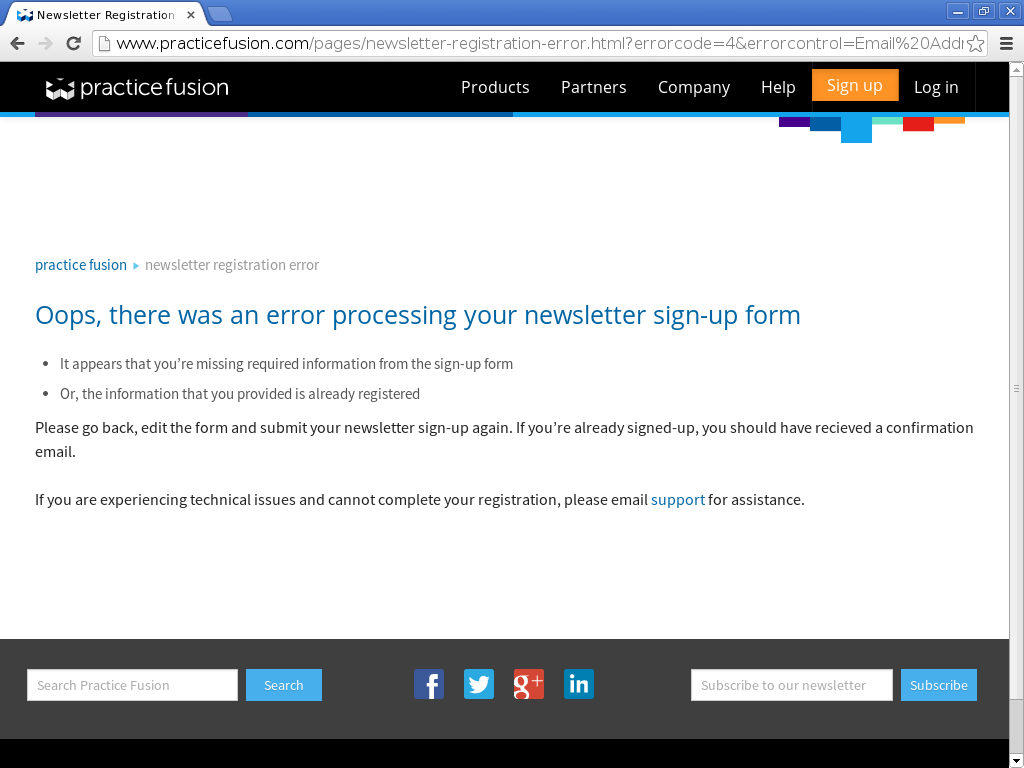 Newsletter Registration
www.practicefusion.com/pages/newsletter-registration-error.html?errorcode=4&errorcontrol=Email%20Addr
practice fusion
Products
Partners
Company
Help
Sign up
Log in
practice fusion
newsletter registration error
Oops, there was an error processing your newsletter sign-up form
It appears that you're missing required information from the sign-up form
Or, the information that you provided is already registered
Please go back, edit the form and submit your newsletter sign-up again. If you're already signed-up, you should have recieved a confirmation
email.
If you are experiencing technical issues and cannot complete your registration, please email support for assistance.
Search Practice Fusion
Search
Subscribe to our newsletter
Subscribe